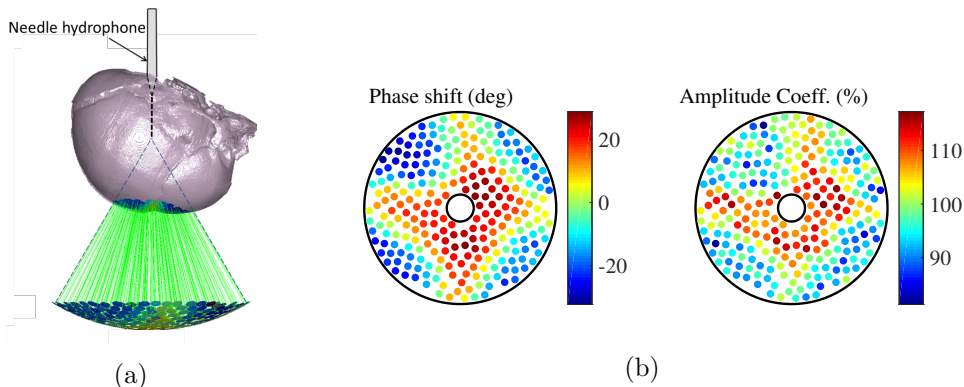 Needle hydrophone
(a)
Phase shift (deg)
20
0
-20
Amplitude Coeff. (%)
110
100
90
(b)